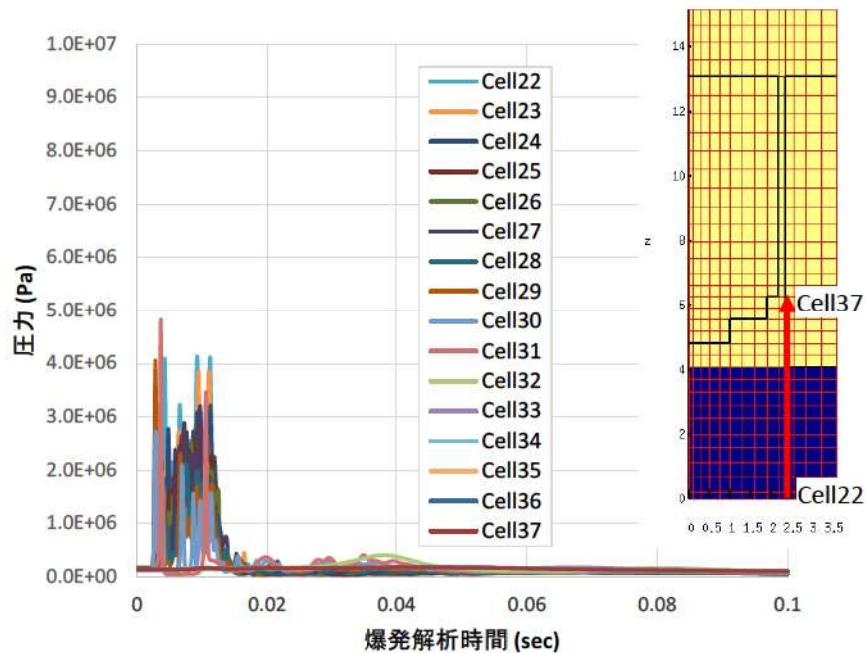 1.0E+07
9.0E+06
8.0E+06
7.0E+06
6.0E+06
5.0E+06
4.0E+06
3.0E+06
2.0E+06
1.0E+06
0.0E+00
圧力 (Pa)
0 0.02 0.04 0.06 0.08 0.1
爆発解析時間 (sec)
Cell22
Cell23
Cell24
Cell25
Cell26
Cell27
Cell28
Cell29
Cell30
Cell31
Cell32
Cell33
Cell34
Cell35
Cell36
Cell37
14
12
10
8
6
4
2
0
z
Cell37
Cell22
0 0.5 1 1.5 2 2.5 3 3.5